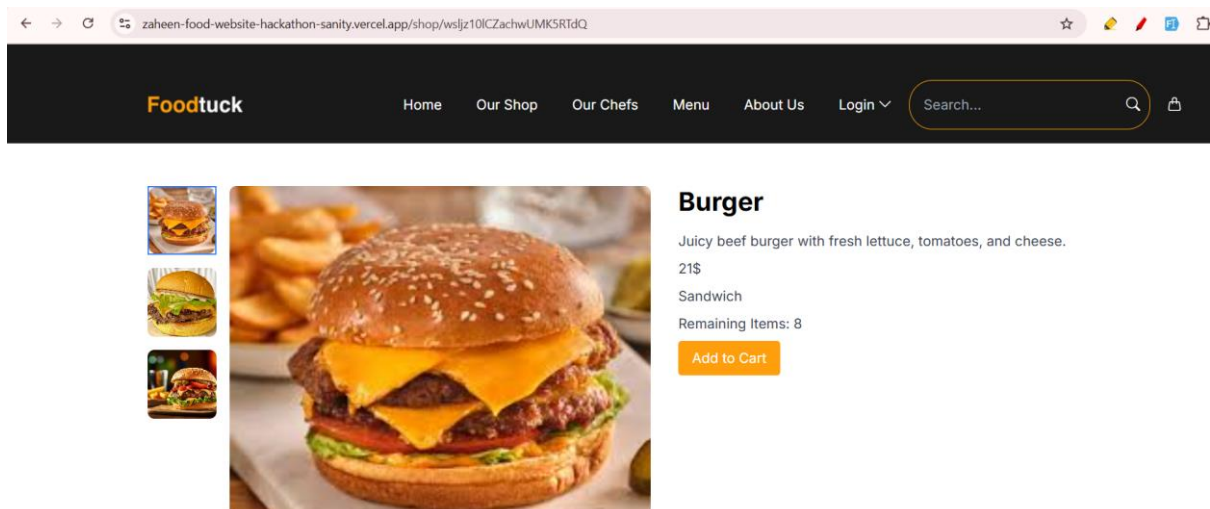 zaheen-food-website-hackathon-sanity.vercel.app/shop/wsljz10lCZachwUMK5RTdQ
Foodtuck Home Our Shop Our Chefs Menu About Us Login Search...
Burger
Juicy beef burger with fresh lettuce, tomatoes, and cheese.
21$
Sandwich
Remaining Items: 8
Add to Cart